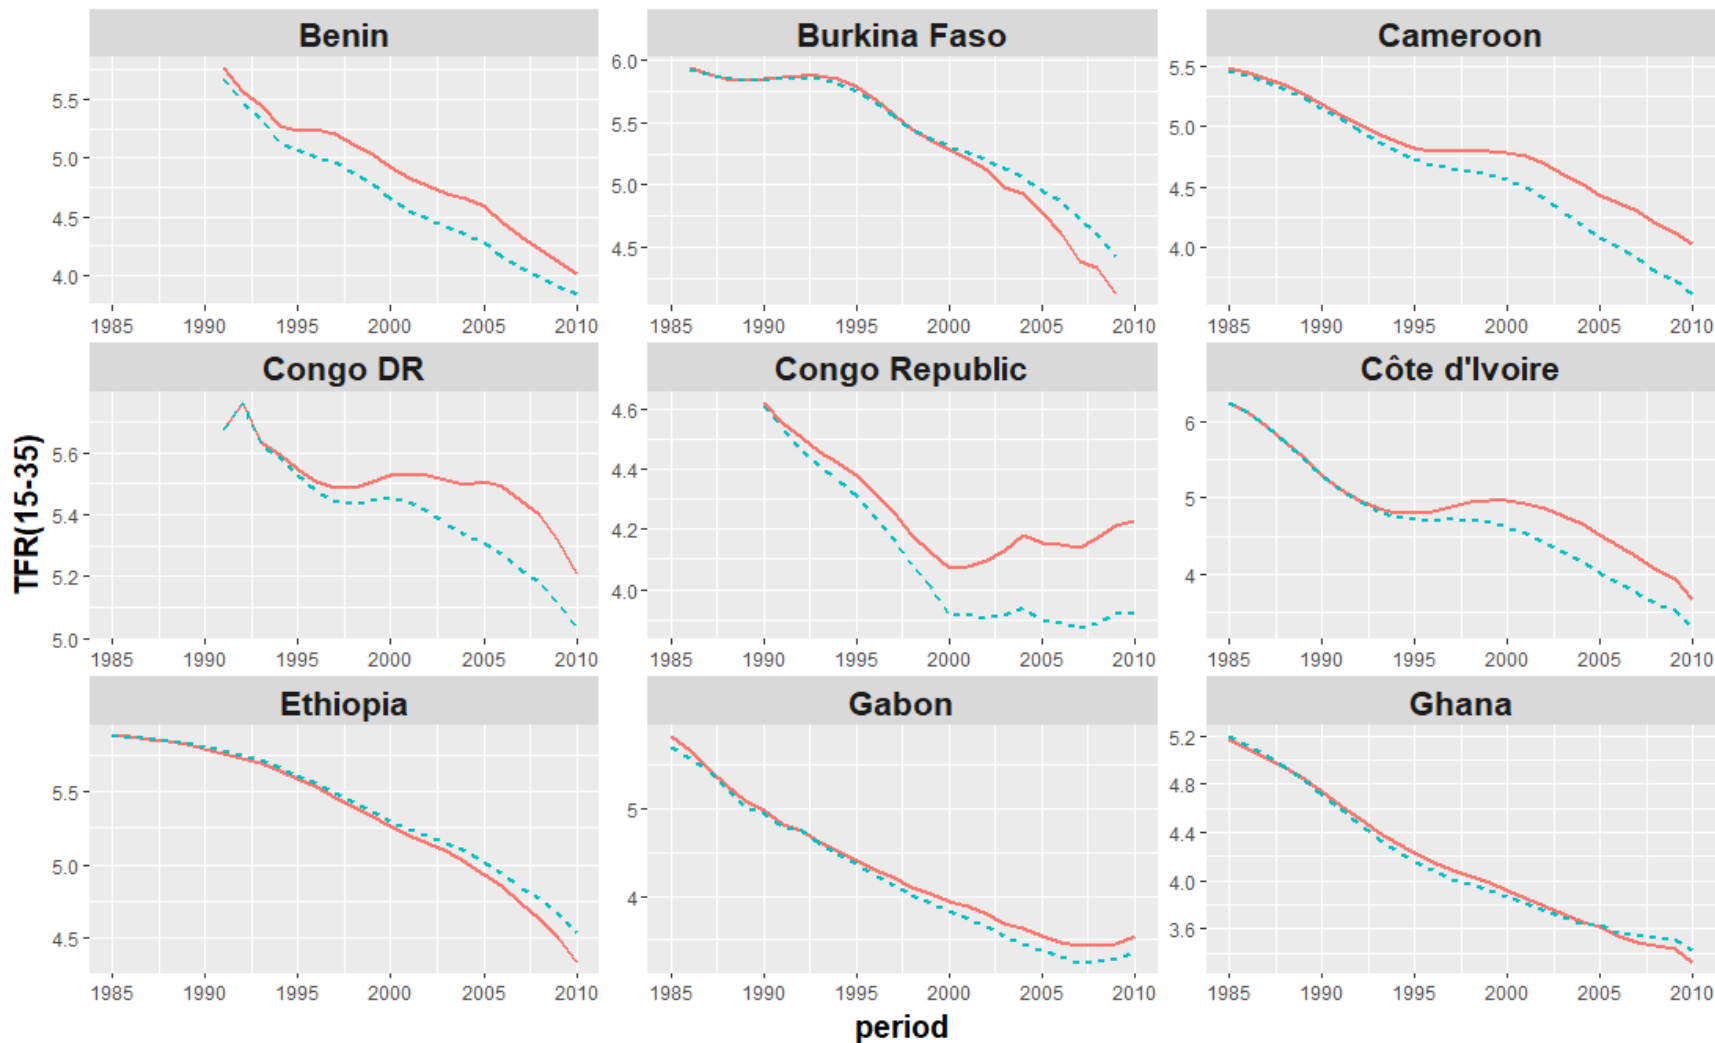 Benin Burkina Faso Cameroon
5.5
5.0
4.5
4.0
1985 1990 1995 2000 2005 2010
6.0
5.5
5.0
4.5
1985 1990 1995 2000 2005 2010
5.5
5.0
4.5
4.0
1985 1990 1995 2000 2005 2010
Congo DR Congo Republic Côte d'Ivoire
TFR(15-35)
5.6
5.4
5.2
5.0
1985 1990 1995 2000 2005 2010
4.6
4.4
4.2
4.0
1985 1990 1995 2000 2005 2010
6
5
4
1985 1990 1995 2000 2005 2010
Ethiopia Gabon Ghana
5.5
5.0
4.5
1985 1990 1995 2000 2005 2010
5
4
1985 1990 1995 2000 2005 2010
5.2
4.8
4.4
4.0
3.6
1985 1990 1995 2000 2005 2010
period